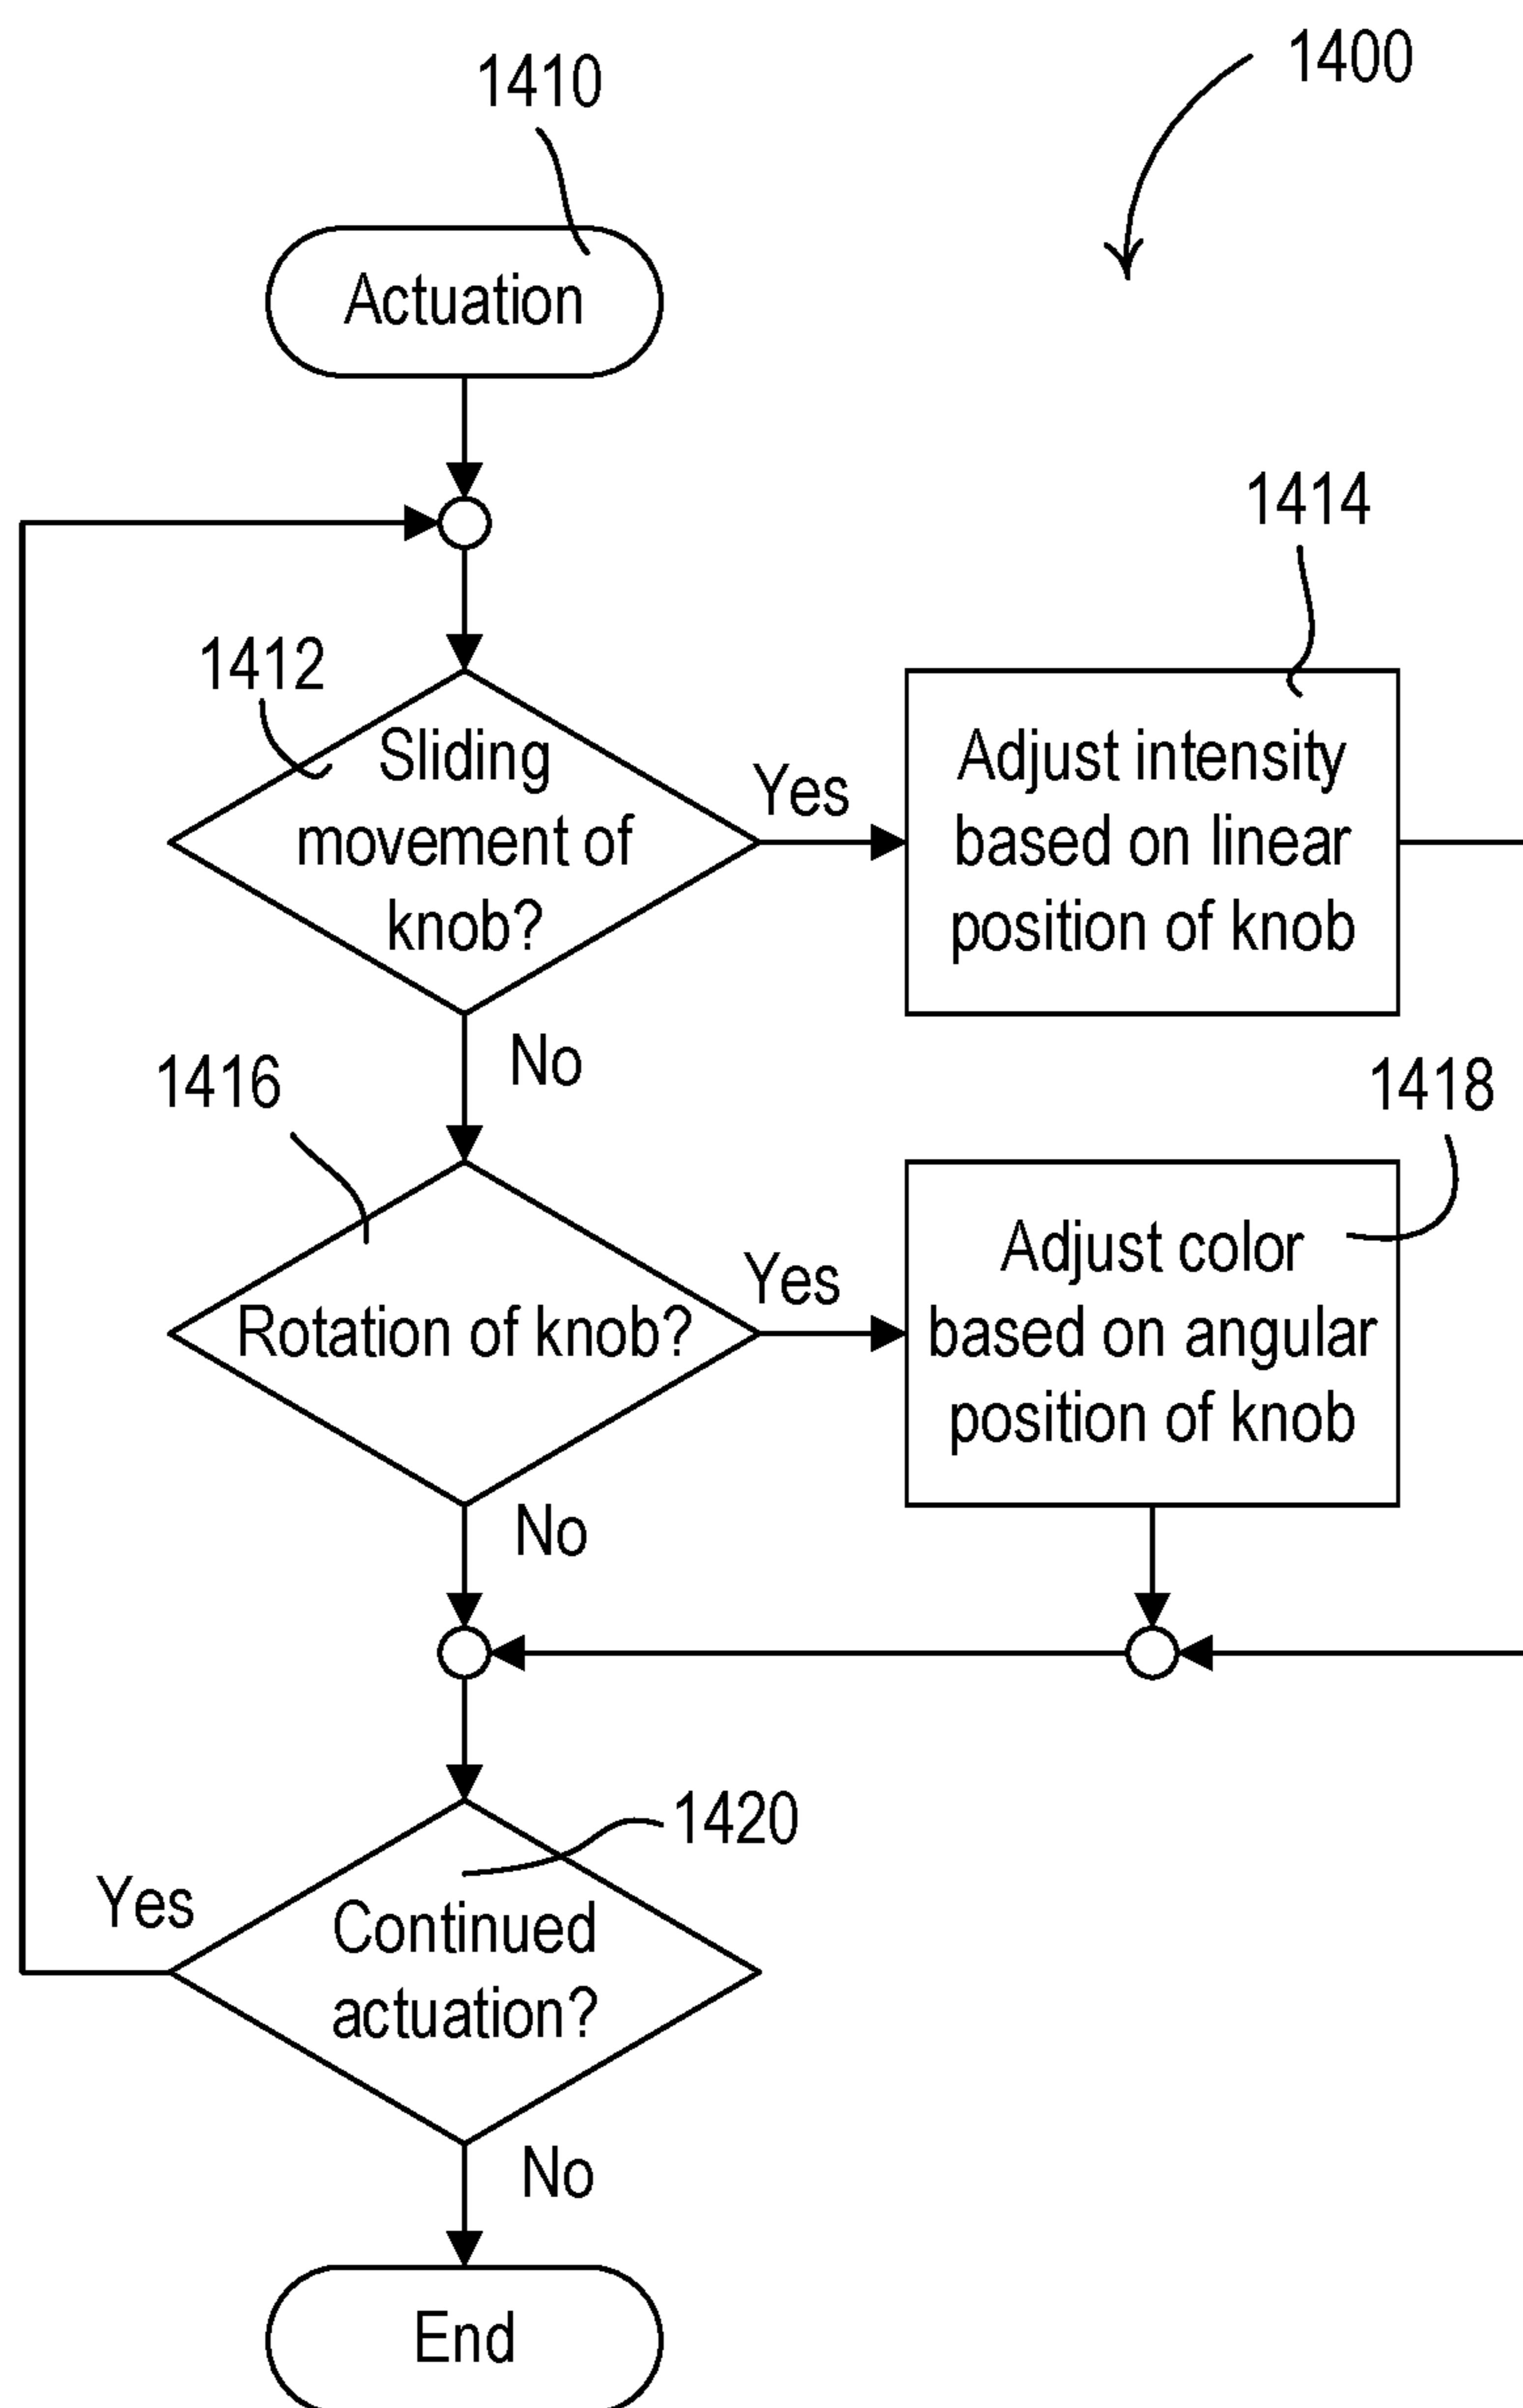 1410
1400
Actuation
1414
1412
Sliding
movement of
knob?
Yes
Adjust intensity
based on linear
position of knob
No
1416
1418
Rotation of knob?
Yes
Adjust color
based on angular
position of knob
No
1420
Yes
Continued
actuation?
No
End